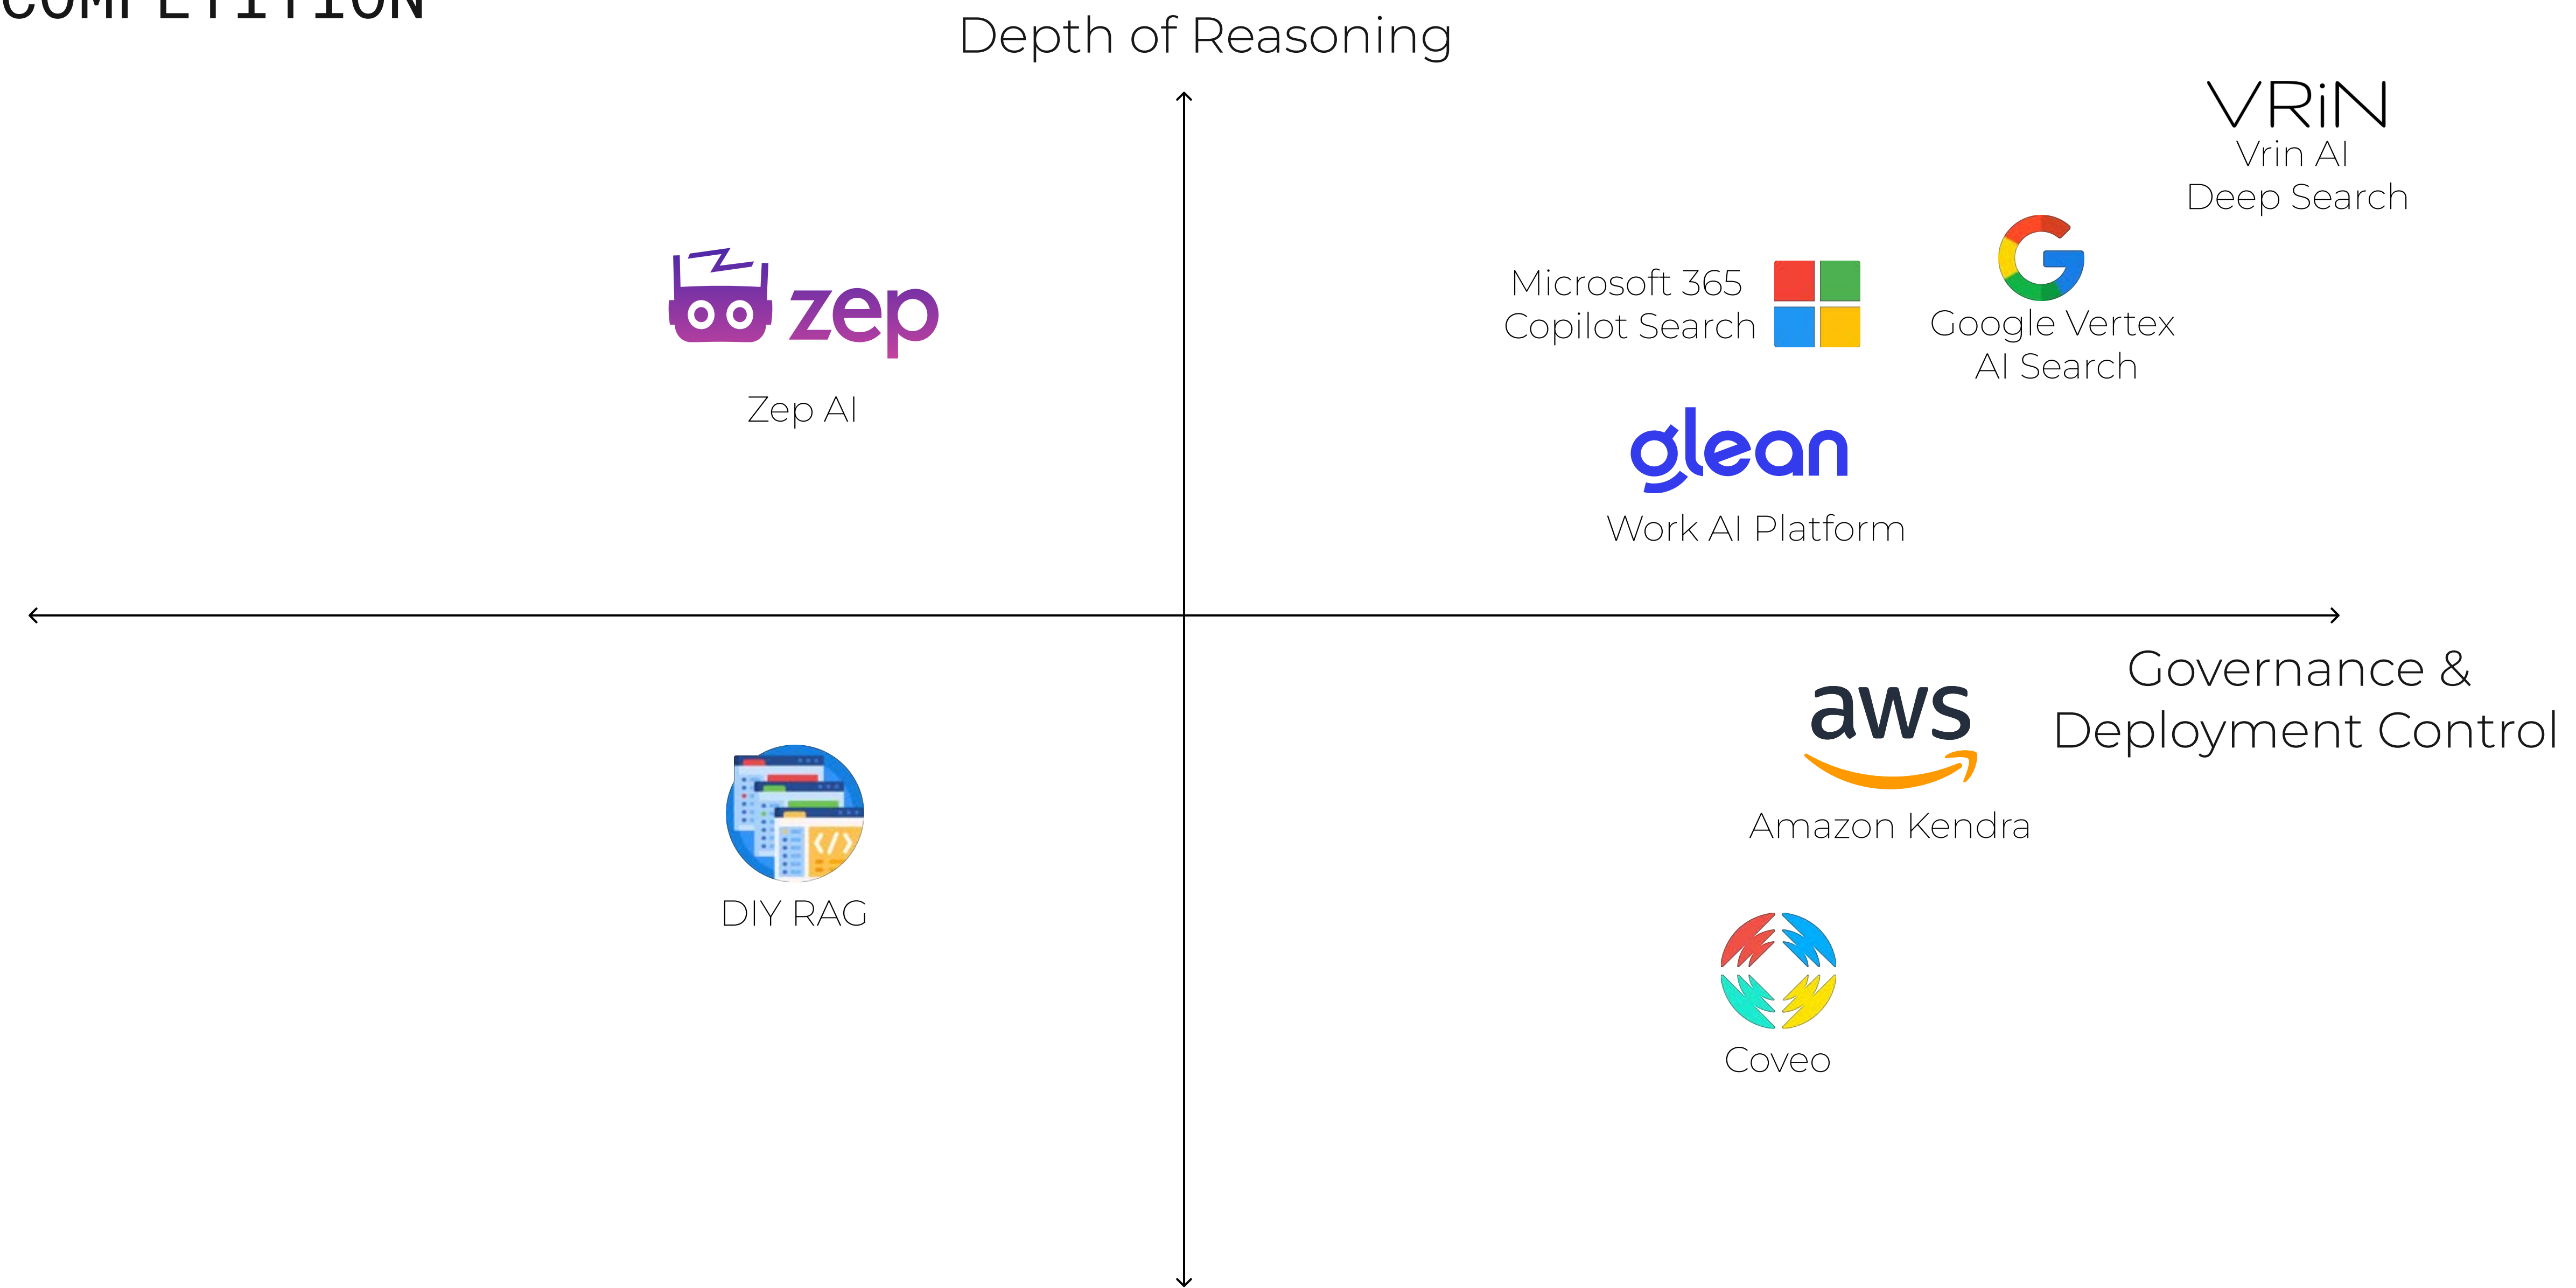 COMPETITION
Depth of Reasoning
VRiN
Vrin AI
Deep Search
Microsoft 365
Copilot Search
Google Vertex
AI Search
zep
Zep AI
glean
Work AI Platform
Governance &
Deployment Control
aws
Amazon Kendra
DIY RAG
</>
Coveo